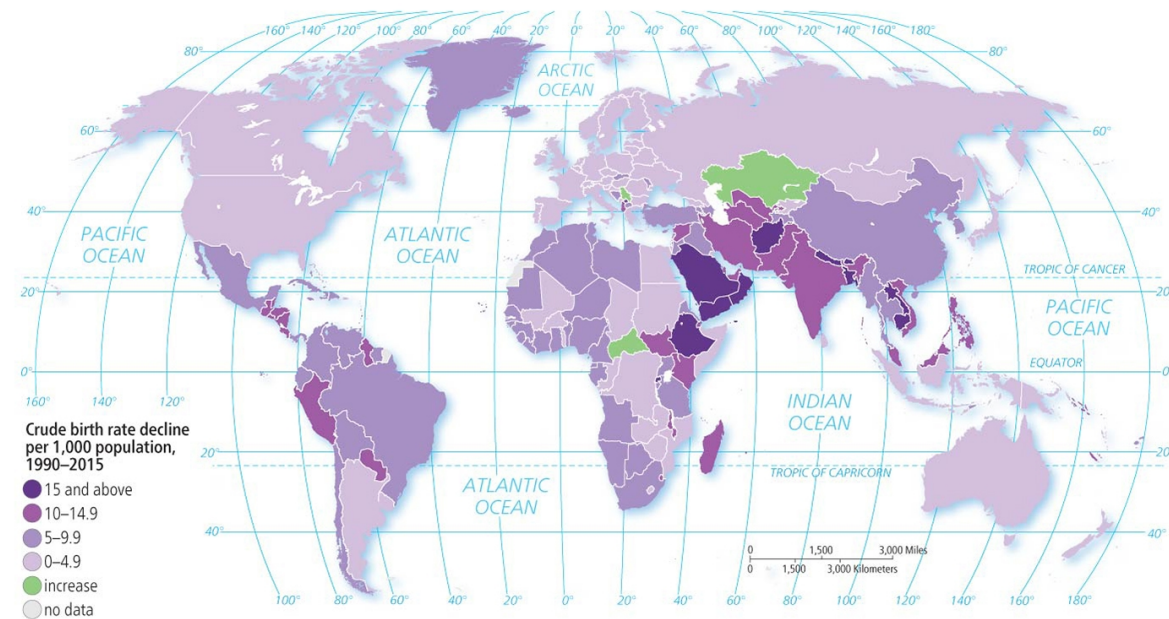 160° 140° 120° 80° 60° 40° 20° 0° 20° 40° 60° 80° 100° 120° 140° 160° 180°
80° 80°
ARCTIC
OCEAN
60° 60°
40° 40°
PACIFIC
OCEAN
ATLANTIC
OCEAN
TROPIC OF CANCER
20° 20°
PACIFIC
OCEAN
EQUATOR
0° 0°
160° 140° 120°
INDIAN
OCEAN
Crude birth rate decline
per 1,000 population,
1990–2015
15 and above
10–14.9
5–9.9
0–4.9
increase
no data
20° 20°
TROPIC OF CAPRICORN
ATLANTIC
OCEAN
40° 40°
0 1,500 3,000 Miles
0 1,500 3,000 Kilometers
100° 80° 60° 40° 20° 0° 20° 40° 60° 80° 100° 120° 140° 160° 180°